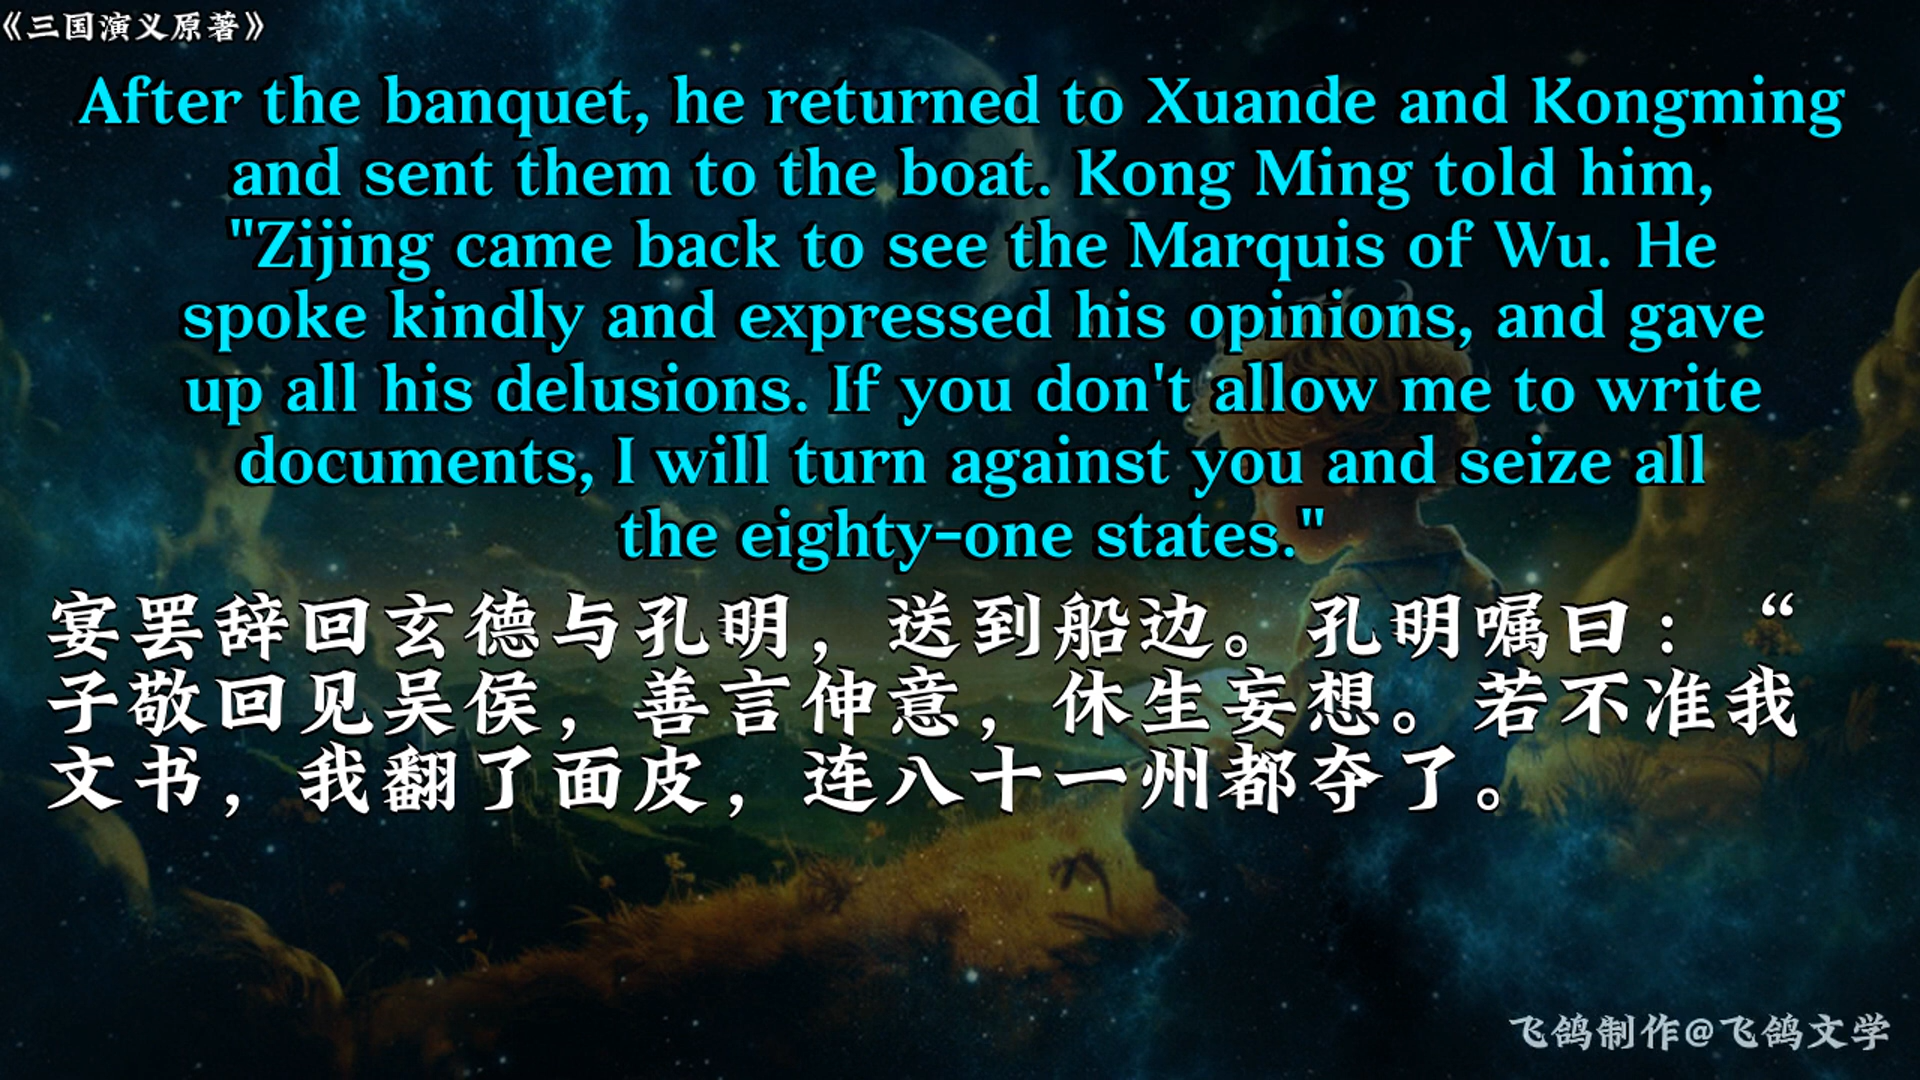 《三国演义原著》
After the banquet, he returned to Xuande and Kongming
and sent them to the boat. Kong Ming told him,
"Zijing came back to see the Marquis of Wu. He
spoke kindly and expressed his opinions, and gave
up all his delusions. If you don't allow me to write
documents, I will turn against you and seize all
the eighty-one states."
宴罢辞回玄德与孔明，送到船边。孔明嘱曰：“
子敬回见吴侯，善言伸意，休生妄想。若不准我
文书，我翻了面皮，连八十一州都夺了。
飞鸽制作@飞鸽文学